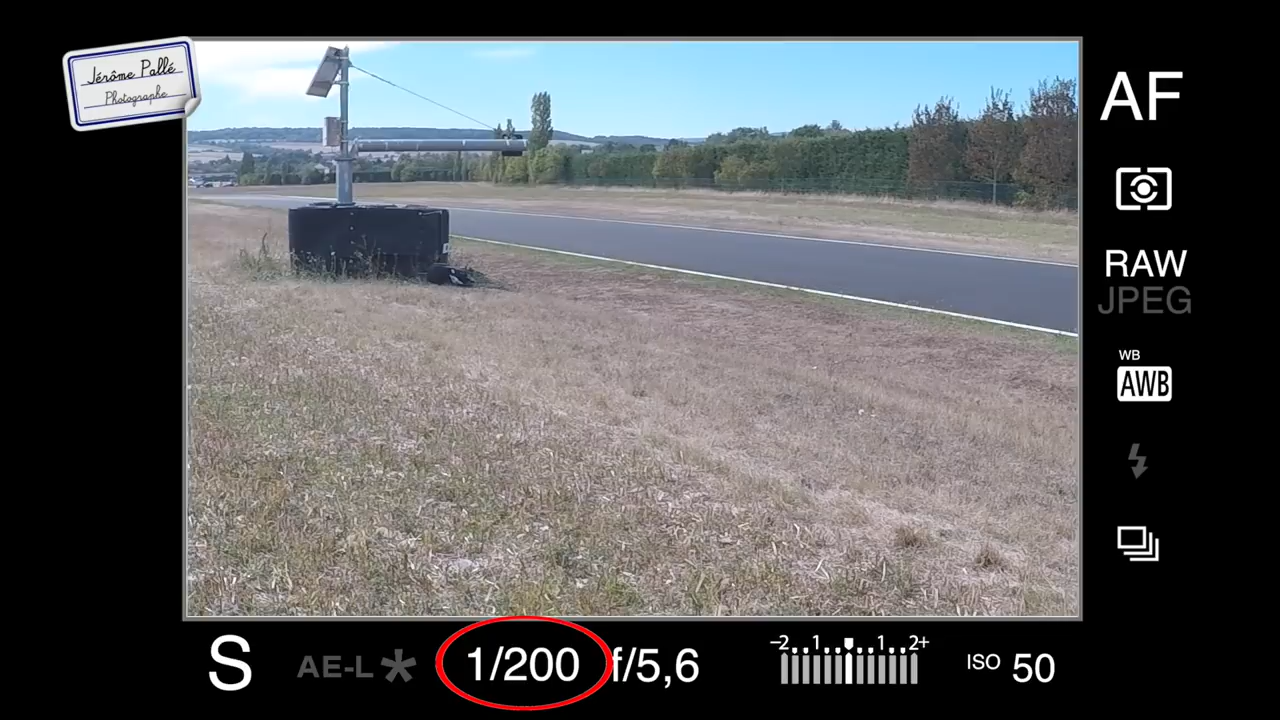 Jérôme Pallé
Photographe
AF
RAW
JPEG
WB
AWB
S
AE-L *
1/200
f/5,6
−2..1..▾..1..2+
ISO 50